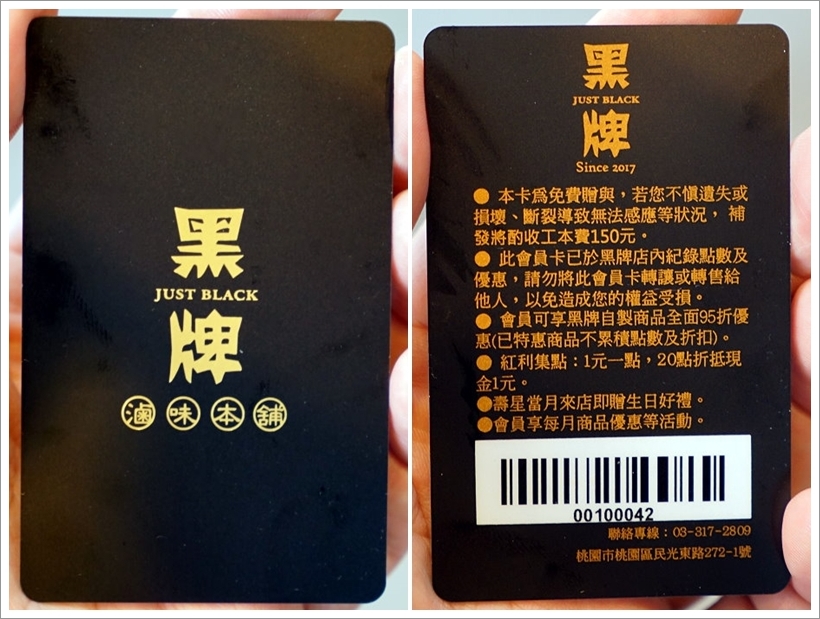 黑
JUST BLACK
牌
滷味本舖
黑
JUST BLACK
牌
Since 2017
● 本卡為免費贈與，若您不慎遺失或
損壞、斷裂導致無法感應等狀況，補
發將酌收工本費150元。
● 此會員卡已於黑牌店內紀錄點數及
優惠，請勿將此會員卡轉讓或轉售給
他人，以免造成您的權益受損。
● 會員可享黑牌自製商品全面95折優
惠(已特惠商品不累積點數及折扣)。
● 紅利集點：1元一點，20點折抵現
金1元。
●壽星當月來店即贈生日好禮。
●會員享每月商品優惠等活動。
00100042
聯絡專線：03-317-2809
桃園市桃園區民光東路272-1號